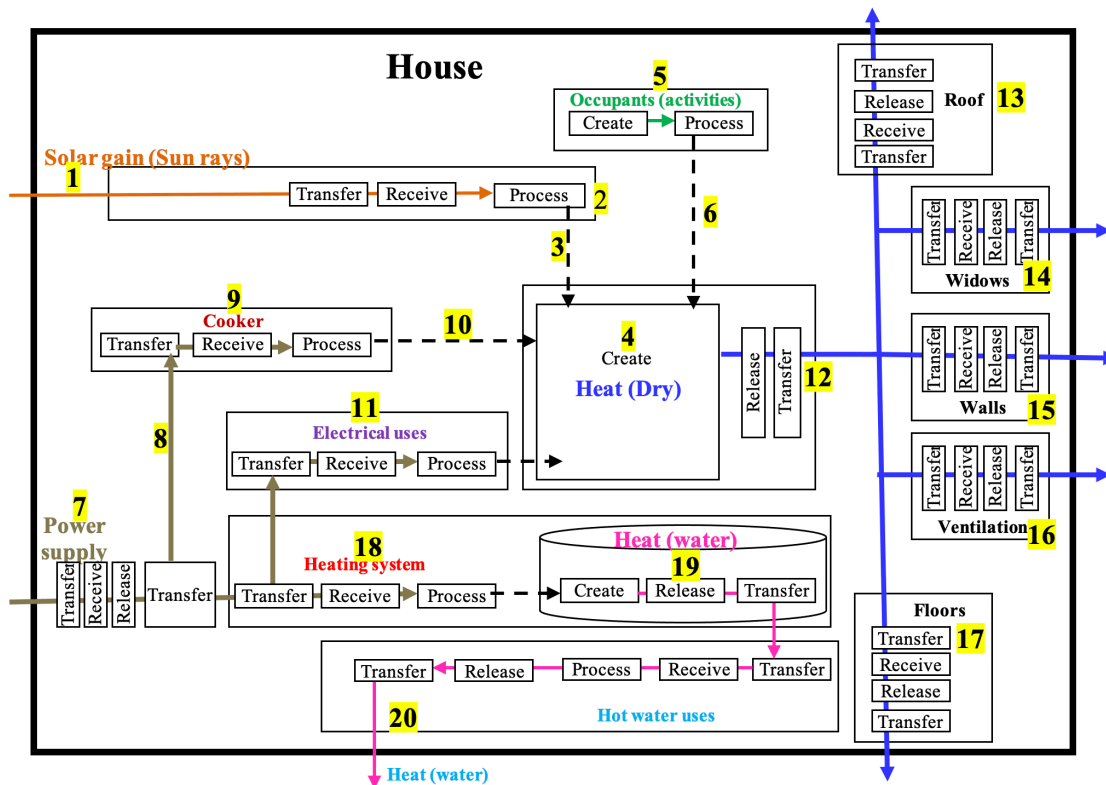 House
5
Occupants (activities)
Create
Process
Solar gain (Sun rays)
1
Transfer
Receive
Process
2
3
6
9
Cooker
Transfer
Receive
Process
10
4
Create
Heat (Dry)
Release
Transfer
12
11
Electrical uses
Transfer
Receive
Process
8
7
Power
supply
Transfer
Receive
Release
Transfer
18
Heating system
Transfer
Receive
Process
Heat (water)
19
Create
Release
Transfer
Transfer
Release
Process
Receive
Transfer
20
Hot water uses
Heat (water)
Transfer
Release
Receive
Transfer
Roof
13
Transfer
Receive
Release
Transfer
Widows
14
Transfer
Receive
Release
Transfer
Walls
15
Transfer
Receive
Release
Transfer
Ventilation
16
Floors
Transfer
17
Receive
Release
Transfer